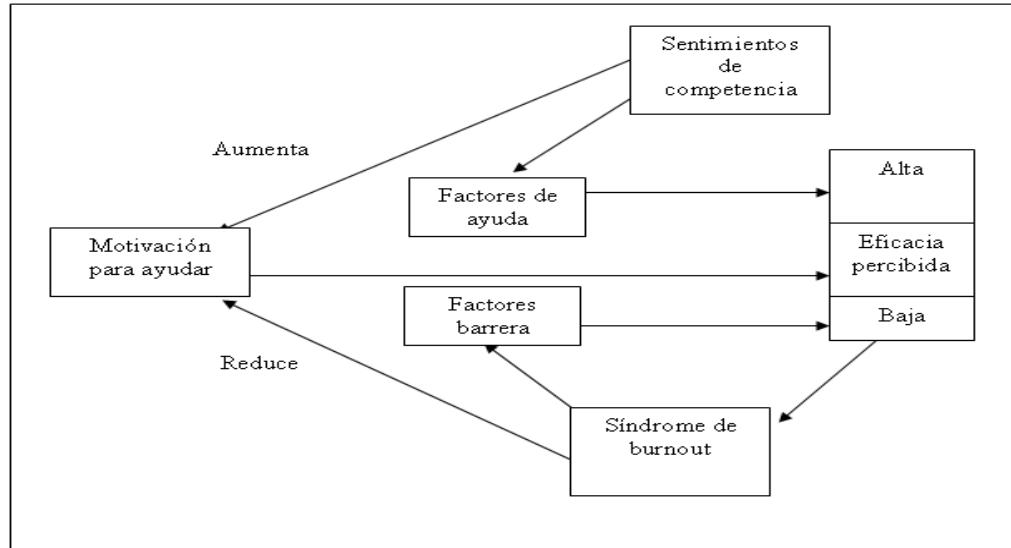 Sentimientos
de
competencia
Aumenta
Alta
Factores de
ayuda
Motivación
para ayudar
Eficacia
percibida
Factores
barrera
Baja
Reduce
Síndrome de
burnout